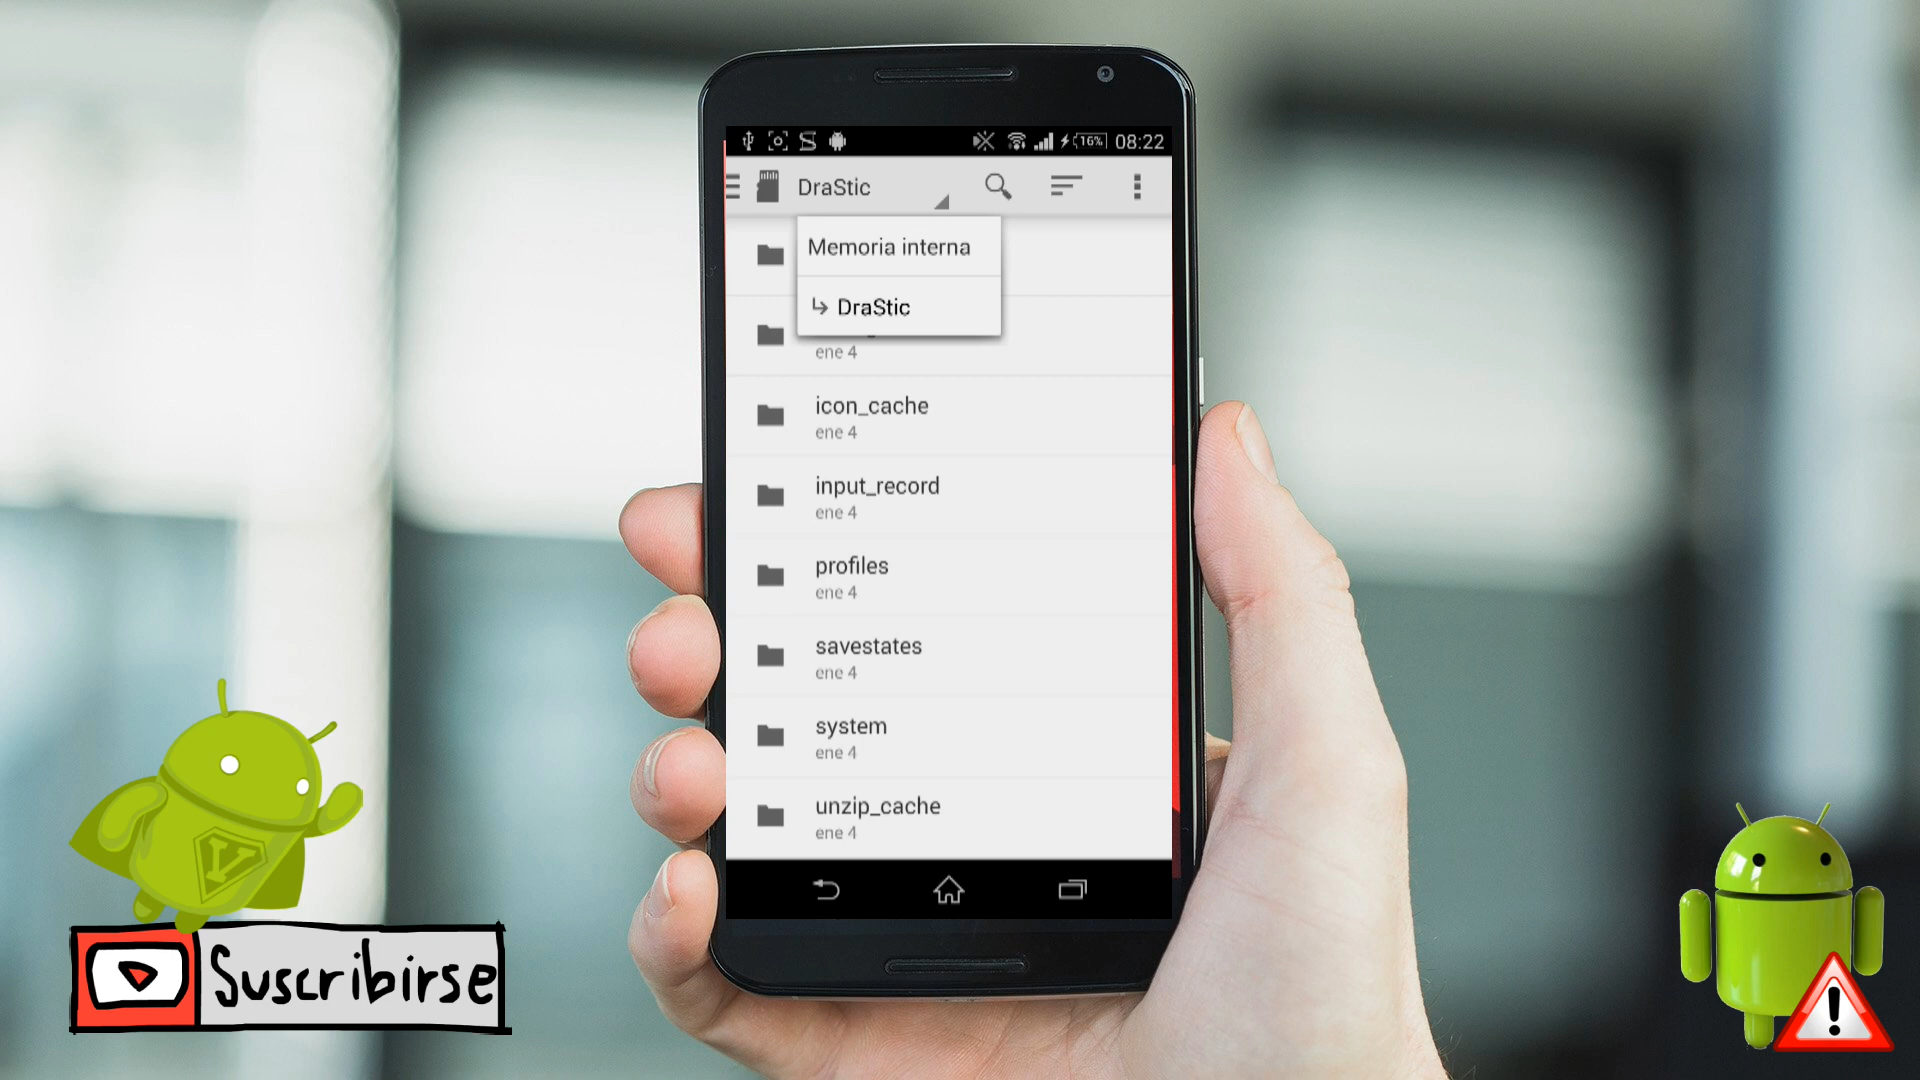 16%
08:22
DraStic
Memoria interna
DraStic
ene 4
icon_cache
ene 4
input_record
ene 4
profiles
ene 4
savestates
ene 4
system
ene 4
unzip_cache
ene 4
Suscribirse